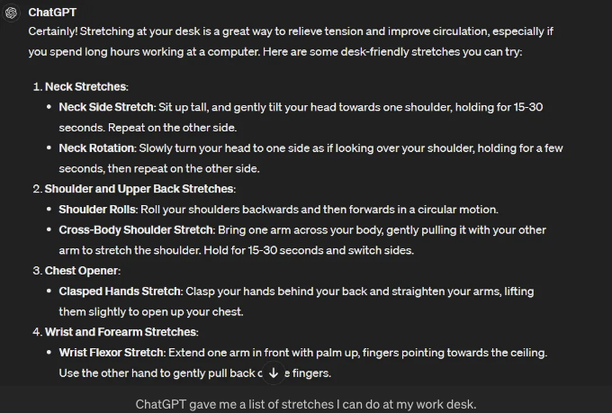 ChatGPT
Certainly! Stretching at your desk is a great way to relieve tension and improve circulation, especially if
you spend long hours working at a computer. Here are some desk-friendly stretches you can try:
1. Neck Stretches:
• Neck Side Stretch: Sit up tall, and gently tilt your head towards one shoulder, holding for 15-30
seconds. Repeat on the other side.
• Neck Rotation: Slowly turn your head to one side as if looking over your shoulder, holding for a few
seconds, then repeat on the other side.
2. Shoulder and Upper Back Stretches:
• Shoulder Rolls: Roll your shoulders backwards and then forwards in a circular motion.
• Cross-Body Shoulder Stretch: Bring one arm across your body, gently pulling it with your other
arm to stretch the shoulder. Hold for 15-30 seconds and switch sides.
3. Chest Opener:
• Clasped Hands Stretch: Clasp your hands behind your back and straighten your arms, lifting
them slightly to open up your chest.
4. Wrist and Forearm Stretches:
• Wrist Flexor Stretch: Extend one arm in front with palm up, fingers pointing towards the ceiling.
Use the other hand to gently pull back fingers.
ChatGPT gave me a list of stretches I can do at my work desk.